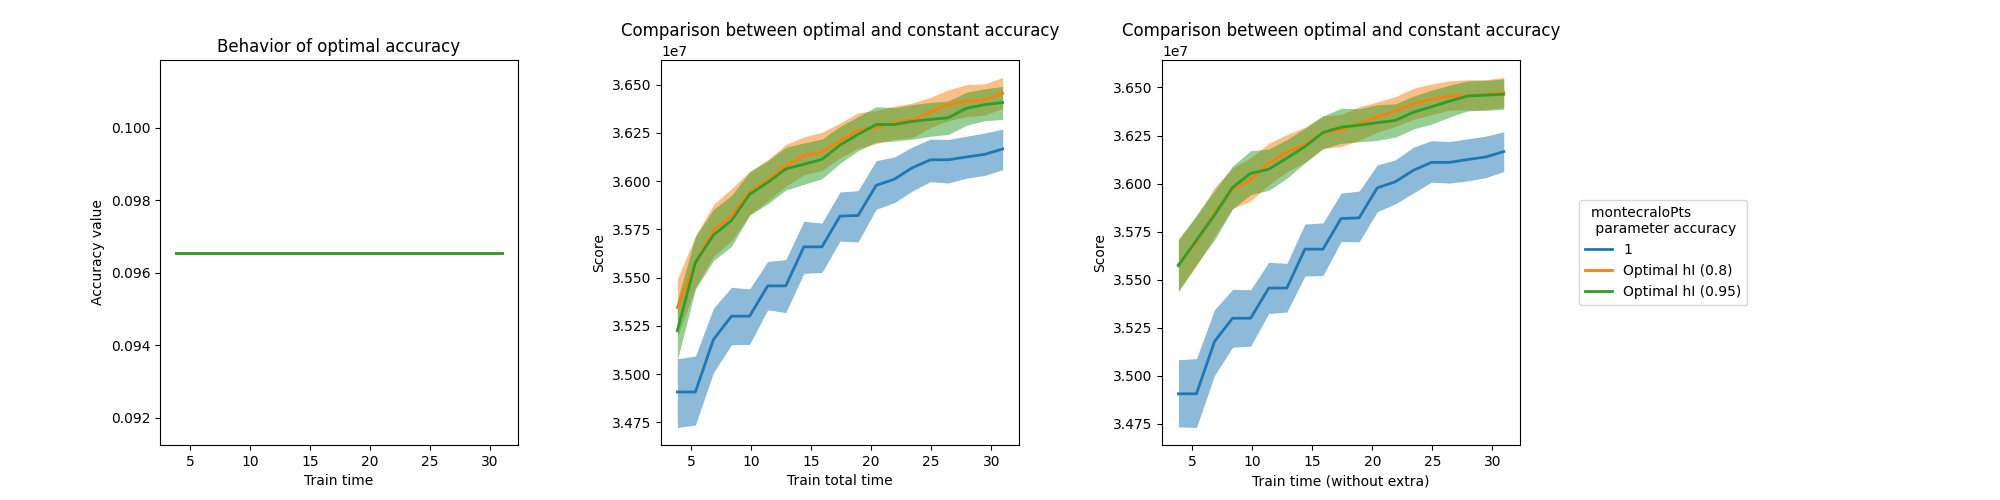 Behavior of optimal accuracy
Accuracy value
0.100
0.098
0.096
0.094
0.092
5 10 15 20 25 30
Train time
Comparison between optimal and constant accuracy
1e7
Score
3.650
3.625
3.600
3.575
3.550
3.525
3.500
3.475
5 10 15 20 25 30
Train total time
Comparison between optimal and constant accuracy
1e7
Score
3.650
3.625
3.600
3.575
3.550
3.525
3.500
3.475
5 10 15 20 25 30
Train time (without extra)
montecraloPts
parameter accuracy
1
Optimal hI (0.8)
Optimal hI (0.95)